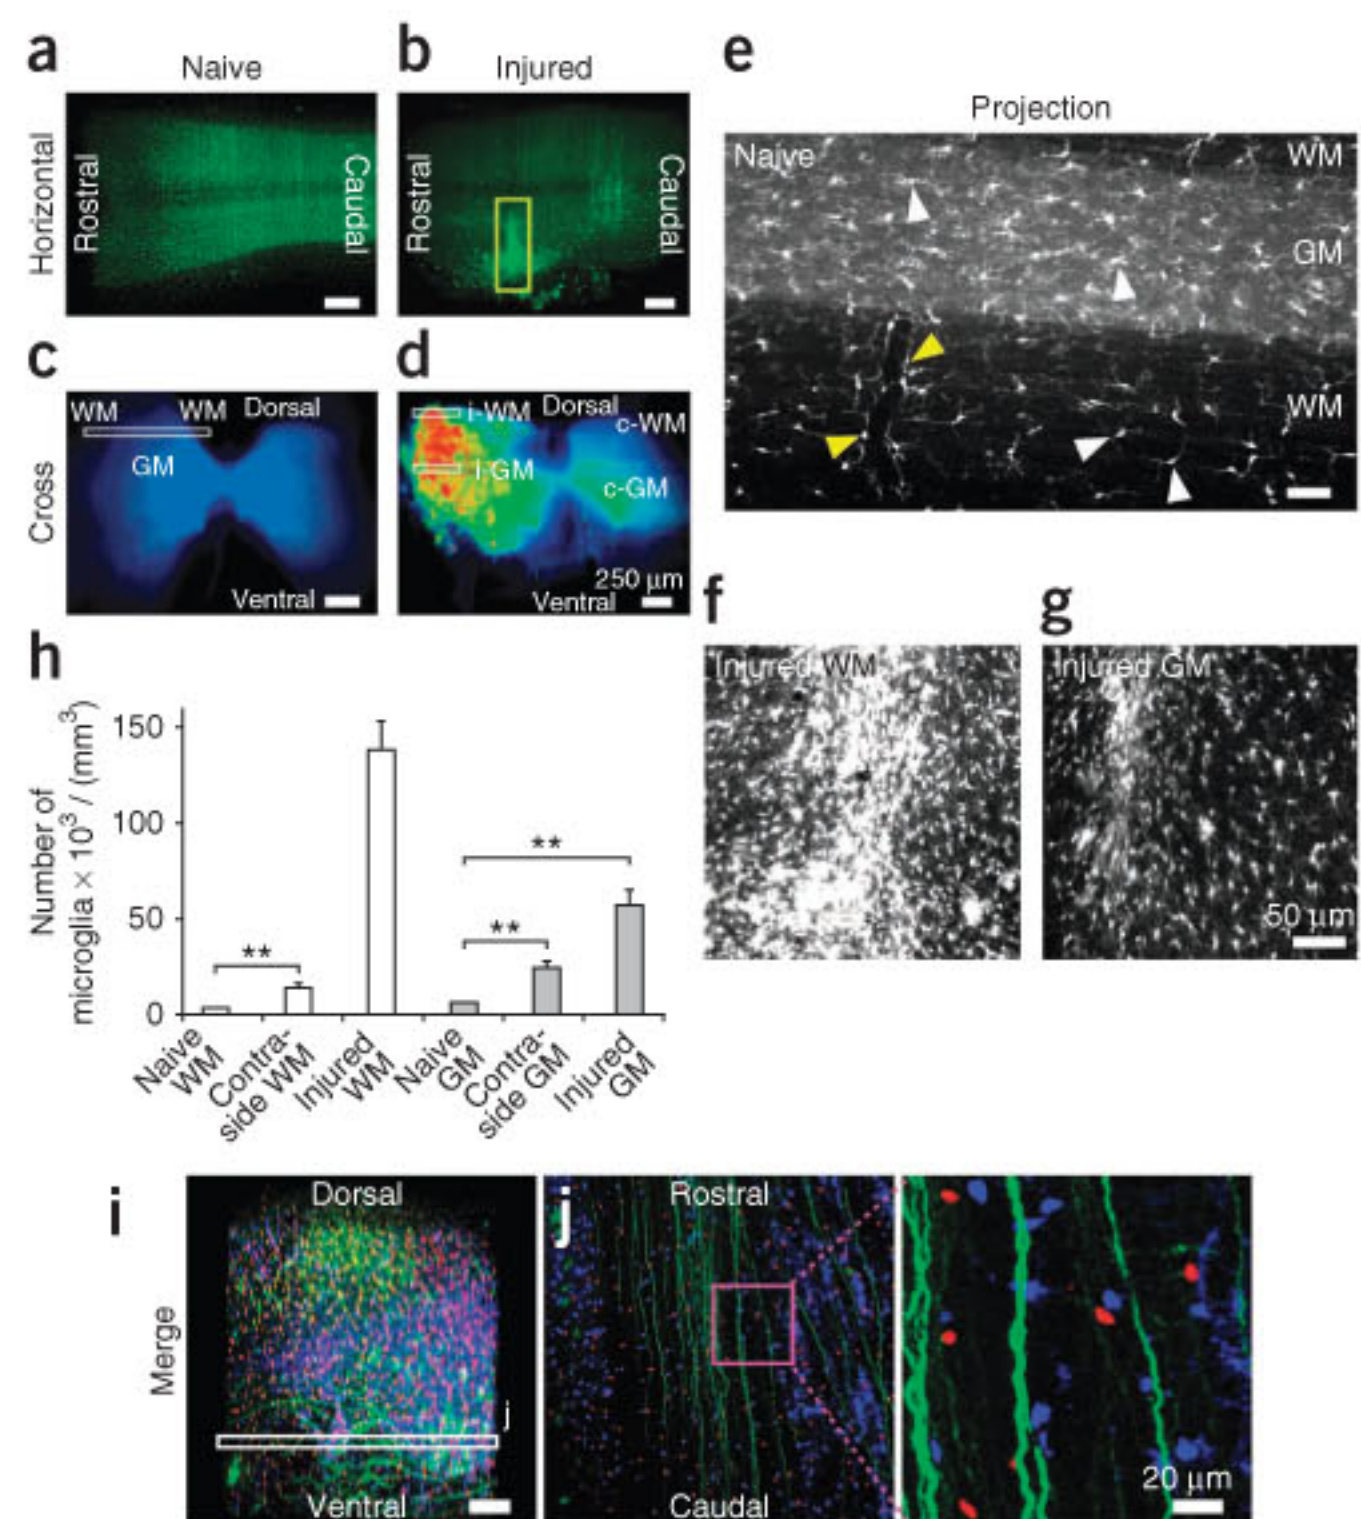 a
Naive
b
Injured
e
Projection
Horizontal
Rostral
Caudal
Rostral
Caudal
Naive
WM
GM
WM
c
d
Cross
WM
WM
Dorsal
GM
Ventral
i-WM
Dorsal
c-WM
i-GM
c-GM
250 µm
Ventral
f
Injured WM
g
Injured GM
50 µm
h
Number of
microglia × 10³ / (mm³)
150
100
50
0
**
**
**
Naive
WM
Contra-
side WM
Injured
WM
Naive
GM
Contra-
side GM
Injured
GM
i
Merge
Dorsal
j
Ventral
j
Rostral
Caudal
20 µm